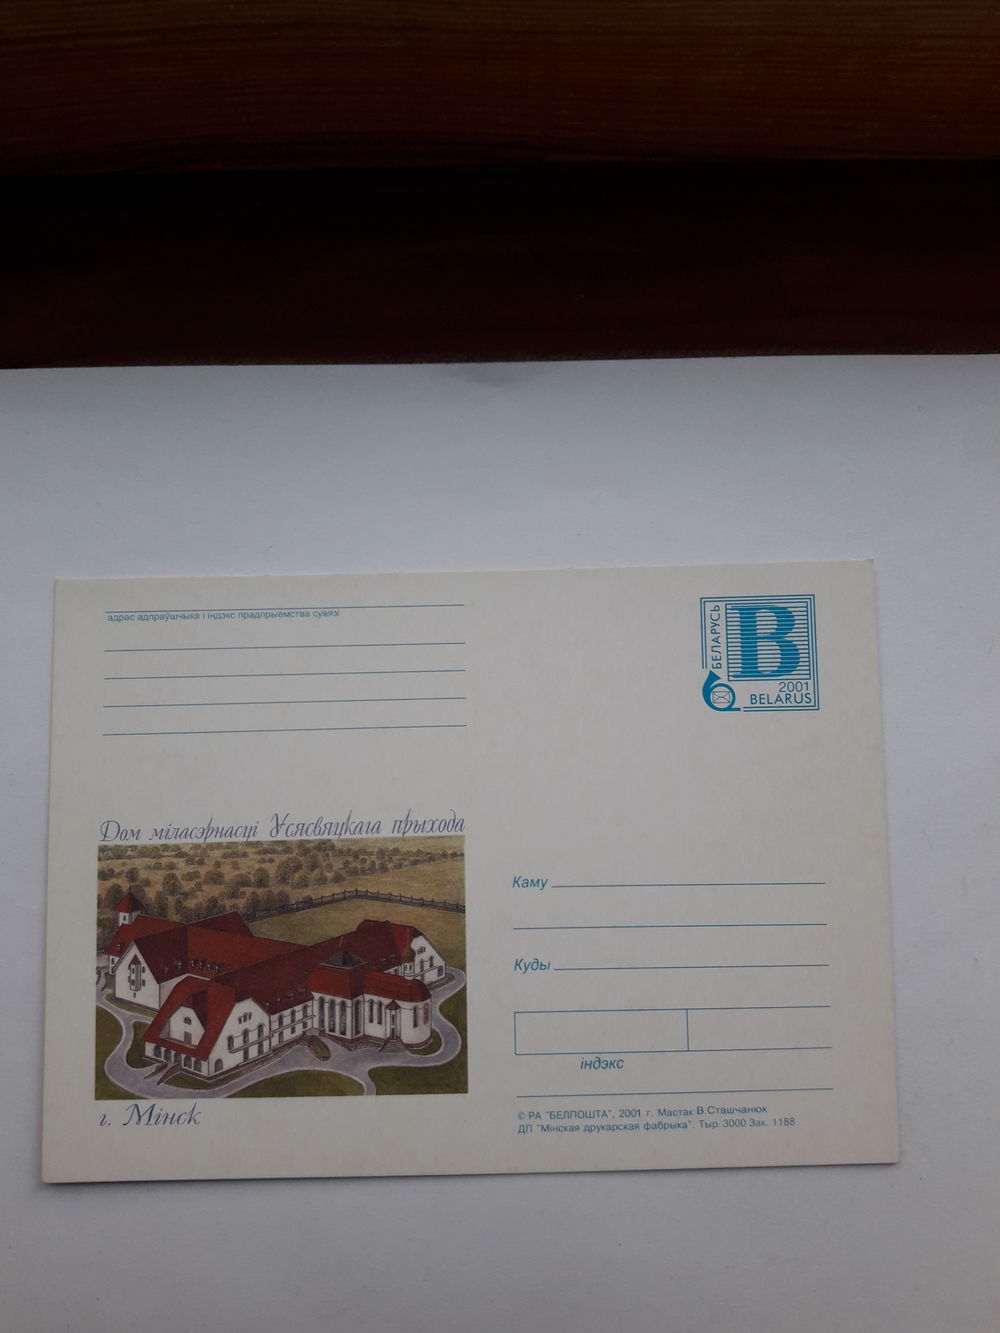 адрас адпраўшчыка і індэкс прадпрыемства сувязі
БЕЛАРУСЬ
B
2001
BELARUS
Дом міласэрнасці Усясвяцкага прыхода
г. Мінск
Каму
Куды
індэкс
© РА "БЕЛПОШТА", 2001 г. Мастак В.Сташчанюк
ДП "Мінская друкарская фабрыка". Тыр. 3000 Зак. 1188